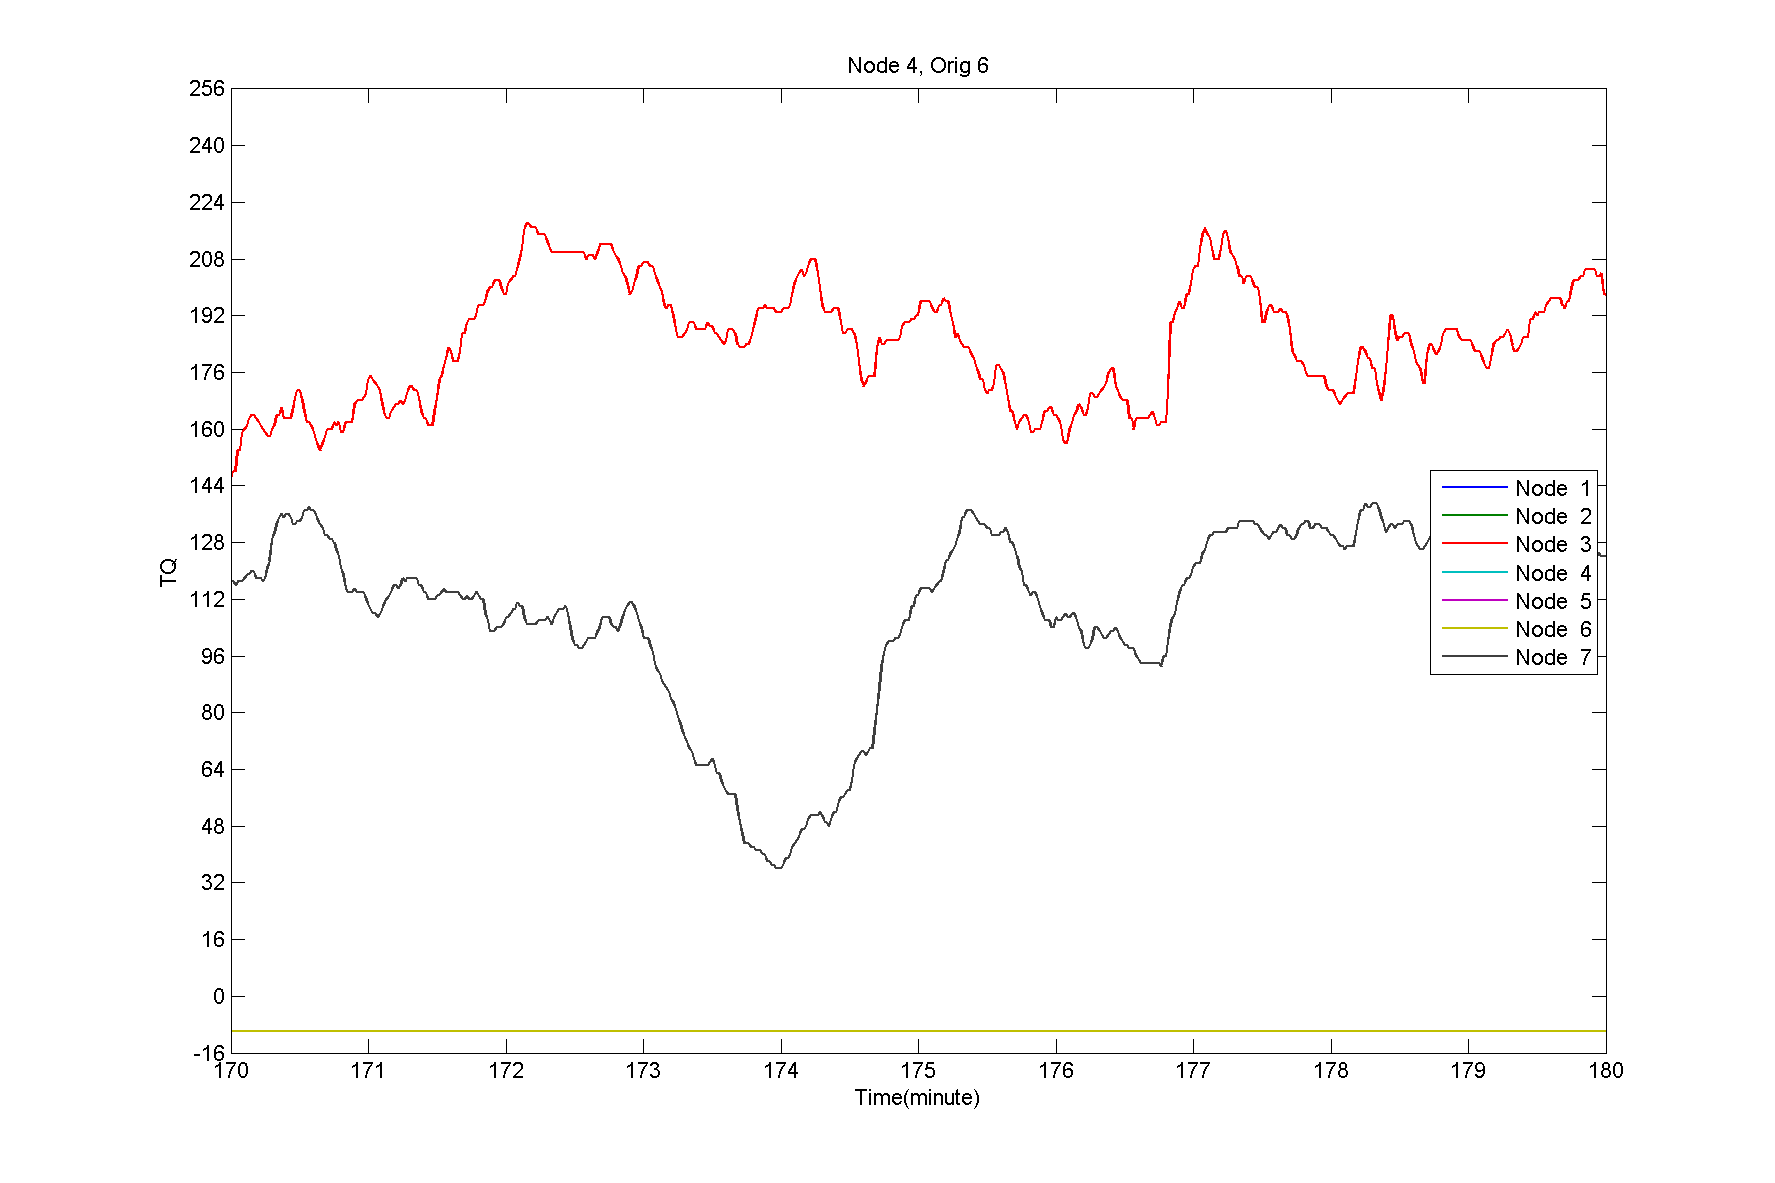 Node 4, Orig 6
256
240
224
208
192
176
160
144
128
112
96
80
64
48
32
16
0
-16
TQ
Node 1
Node 2
Node 3
Node 4
Node 5
Node 6
Node 7
170 171 172 173 174 175 176 177 178 179 180
Time(minute)